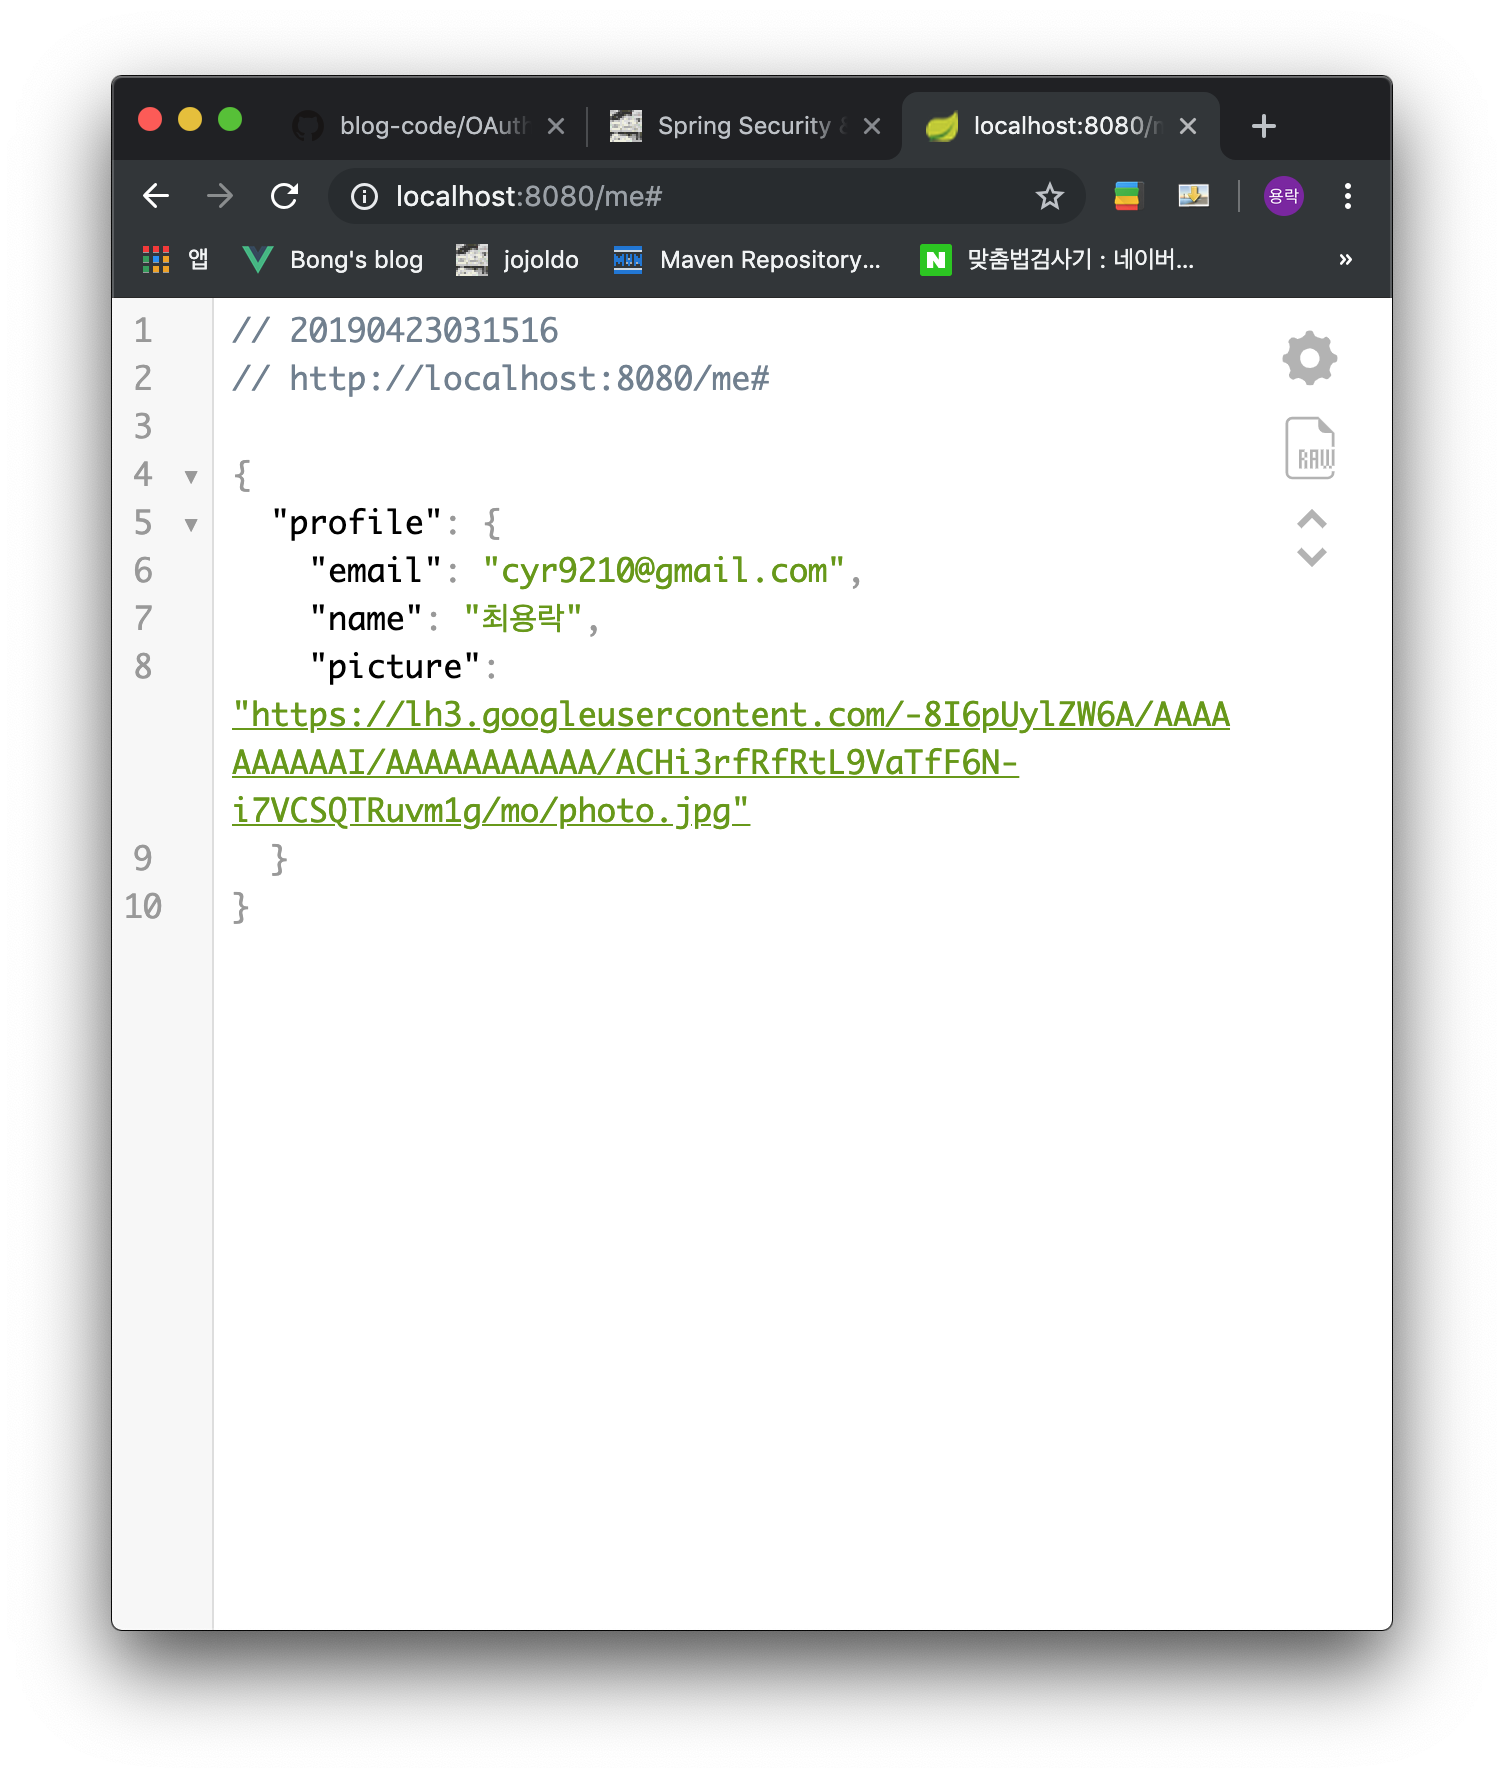 blog-code/OAuth
Spring Security
localhost:8080/
localhost:8080/me#
용락
앱
Bong's blog
jojoldo
Maven Repository...
N
맞춤법검사기 : 네이버...
»
1 // 20190423031516
2 // http://localhost:8080/me#
3
4 {
5 "profile": {
6 "email": "cyr9210@gmail.com",
7 "name": "최용락",
8 "picture":
"https://lh3.googleusercontent.com/-8I6pUylZW6A/AAAA
AAAAAAI/AAAAAAAAAAA/ACHi3rfRfRtL9VaTfF6N-
i7VCSQTRuvm1g/mo/photo.jpg"
9 }
10 }
RAW